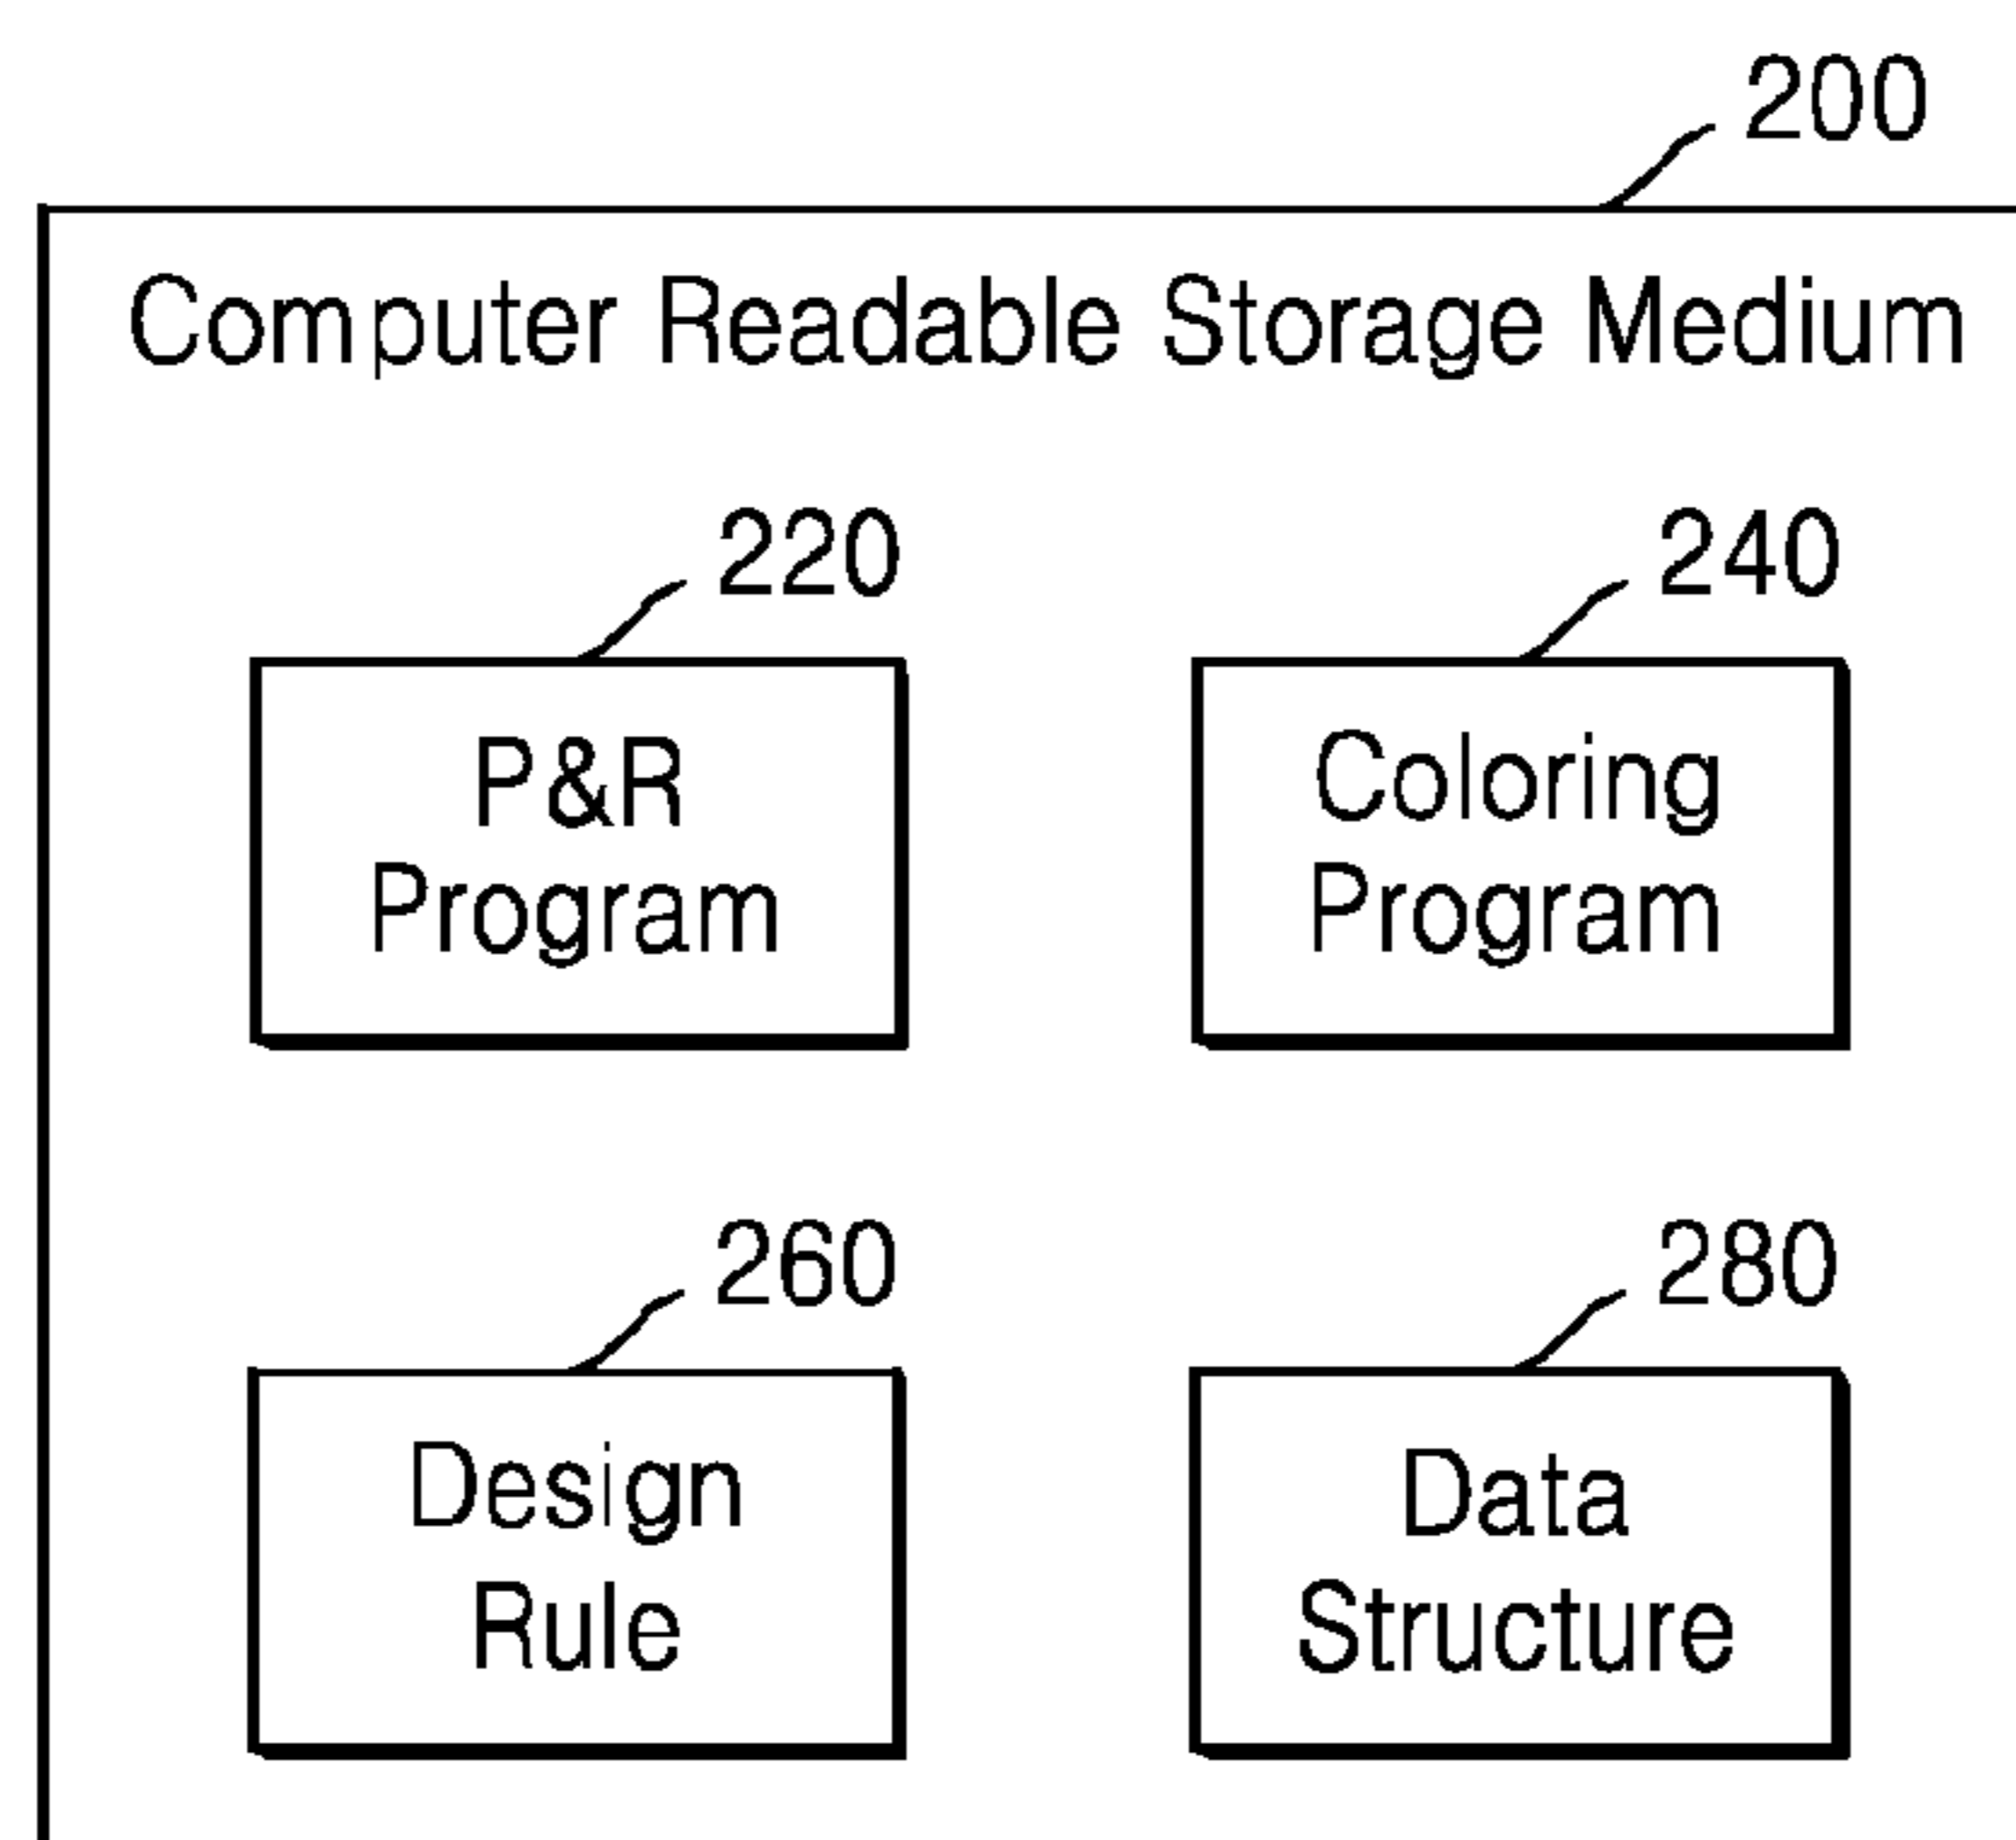 200
Computer Readable Storage Medium
220
P&R
Program
240
Coloring
Program
260
Design
Rule
280
Data
Structure